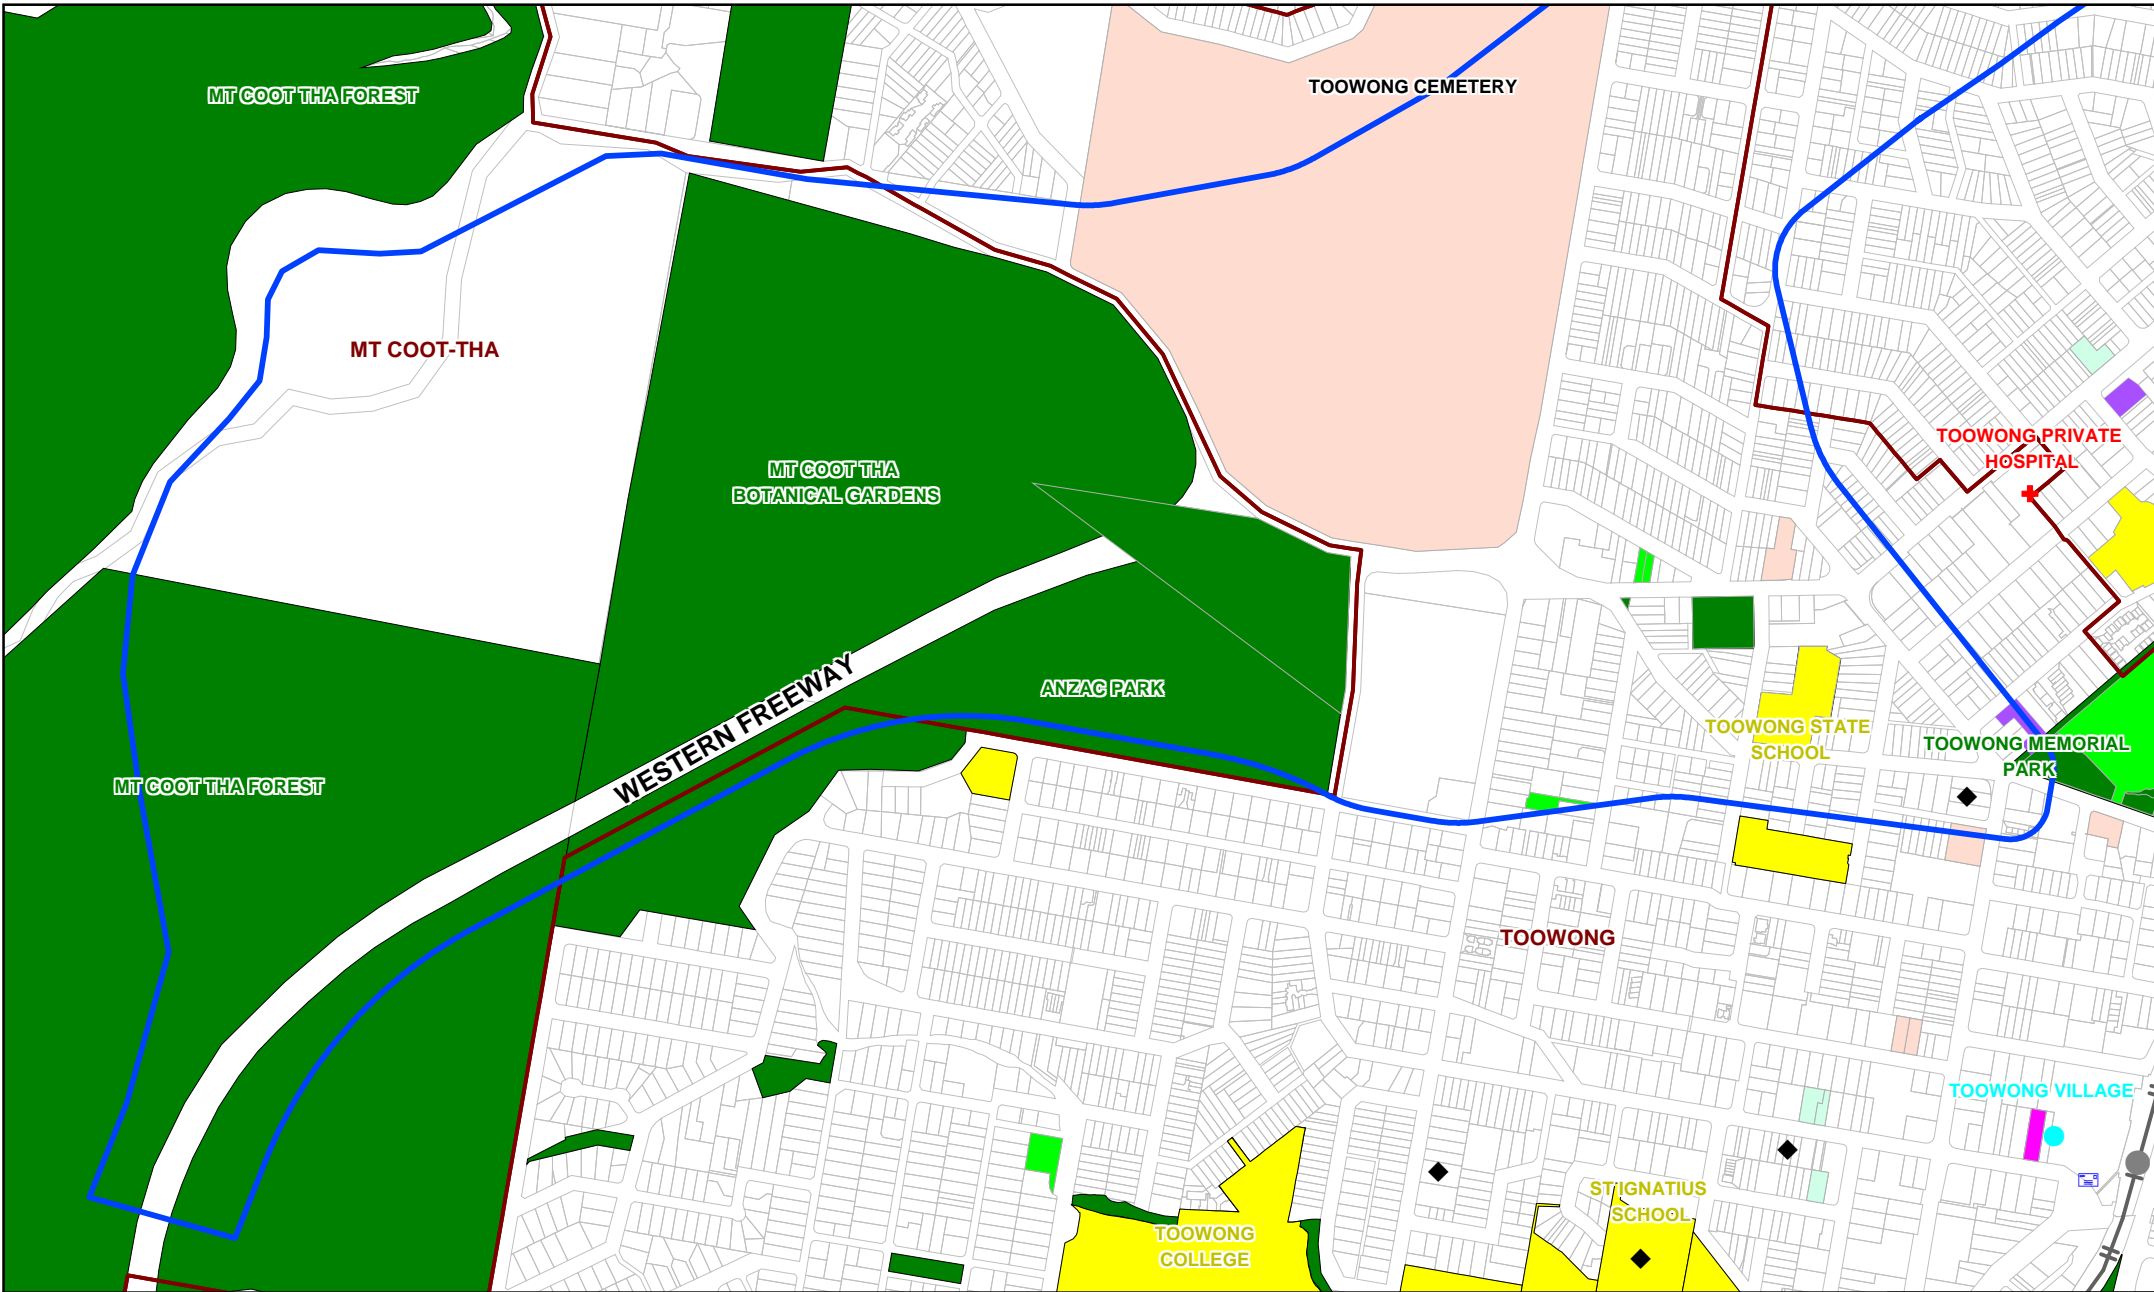 TOOWONG CEMETERY
MT COOT THA FOREST
MT COOT-THA
TOOWONG PRIVATE
HOSPITAL
MT COOT THA
BOTANICAL GARDENS
WESTERN FREEWAY
ANZAC PARK
TOOWONG STATE
SCHOOL
TOOWONG MEMORIAL
PARK
MT COOT THA FOREST
TOOWONG
TOOWONG VILLAGE
ST IGNATIUS
SCHOOL
TOOWONG
COLLEGE